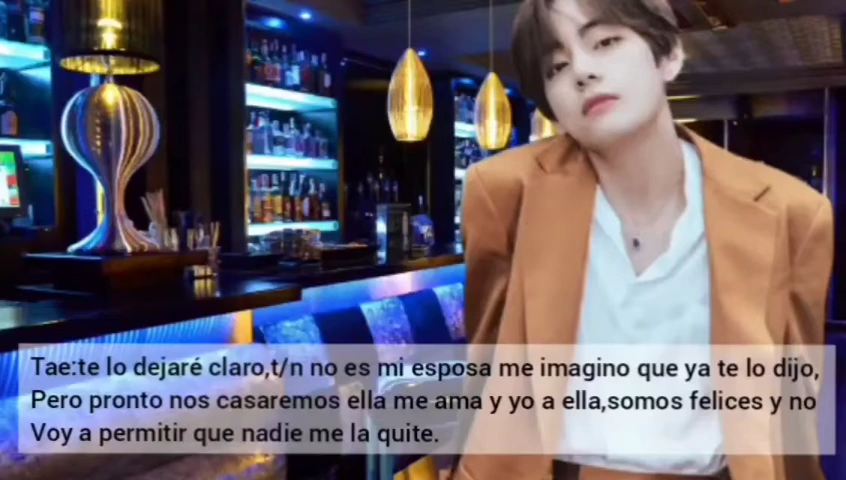 Tae:te lo dejaré claro,t/n no es mi esposa me imagino que ya te lo dijo,
Pero pronto nos casaremos ella me ama y yo a ella,somos felices y no
Voy a permitir que nadie me la quite.